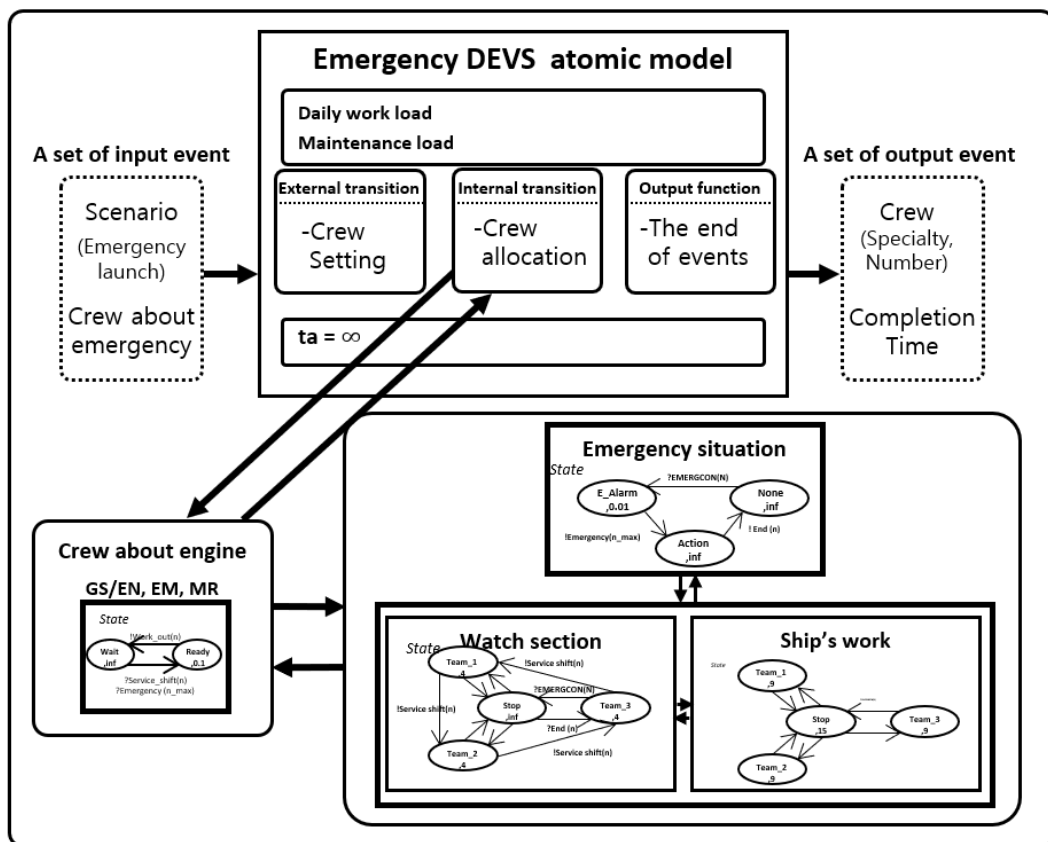 Emergency DEVS atomic model
Daily work load
Maintenance load
A set of input event
Scenario
(Emergency
launch)
Crew about
emergency
External transition
-Crew
Setting
Internal transition
-Crew
allocation
Output function
-The end
of events
ta = ∞
A set of output event
Crew
(Specialty,
Number)
Completion
Time
Emergency situation
State
?EMERGCON(N)
E_Alarm
,0.01
None
,inf
!Emergency(n_max)
! End (n)
Action
,inf
Crew about engine
GS/EN, EM, MR
State
!Work_out(n)
Wait
,inf
Ready
,0.1
?Service_shift(n)
?Emergency (n_max)
Watch section
State
Team_1
,4
!Service shift(n)
?EMERGCON(N)
!Service shift(n)
Stop
,inf
Team_3
,4
?End (n)
Team_2
,4
!Service shift(n)
Ship's work
State
Team_1
,9
Stop
,15
Team_3
,9
Team_2
,9